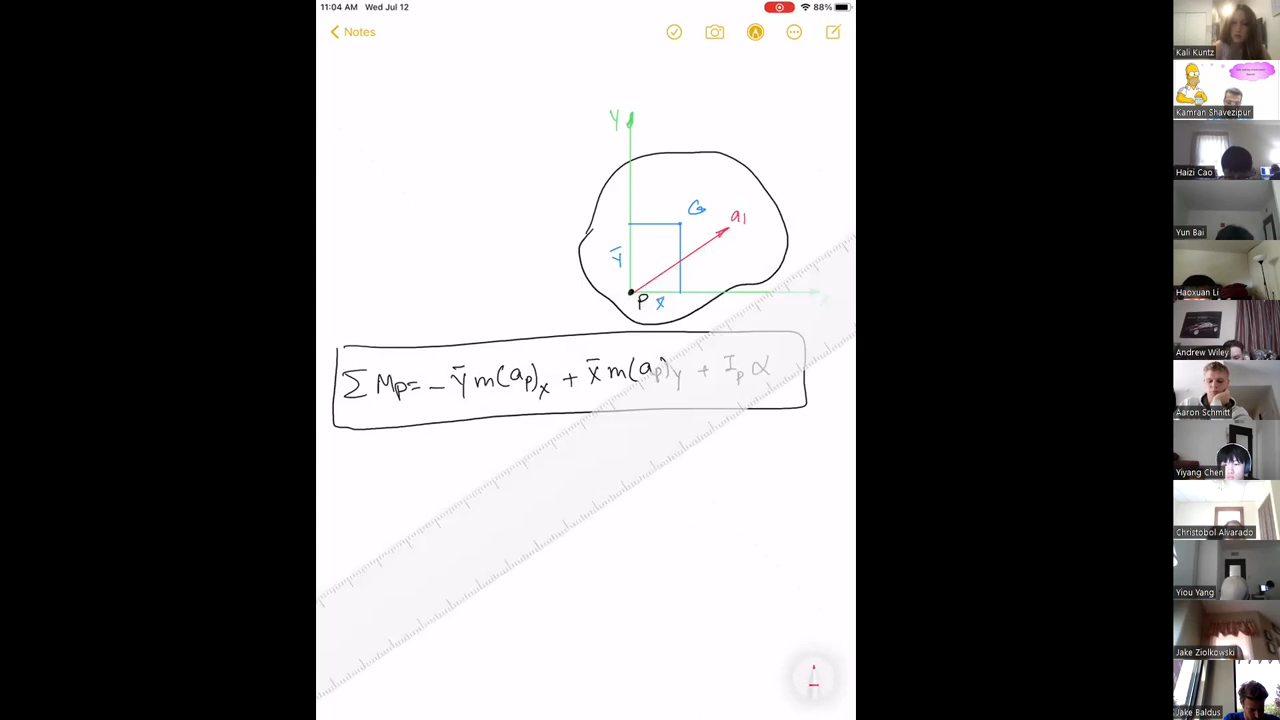 11:04 AM Wed Jul 12
88%
Notes
Y
G
a1
Ȳ
P
x̄
x
∑ Mp = - ȳ m(ap)x + x̄ m(ap)y + Ip α
Kali Kuntz
Kamran Shavezipur
Haizi Cao
Yun Bai
Haoxuan Li
Andrew Wiley
Aaron Schmitt
Yiyang Chen
Christobol Alvarado
Yiou Yang
Jake Ziolkowski
Jake Baldus